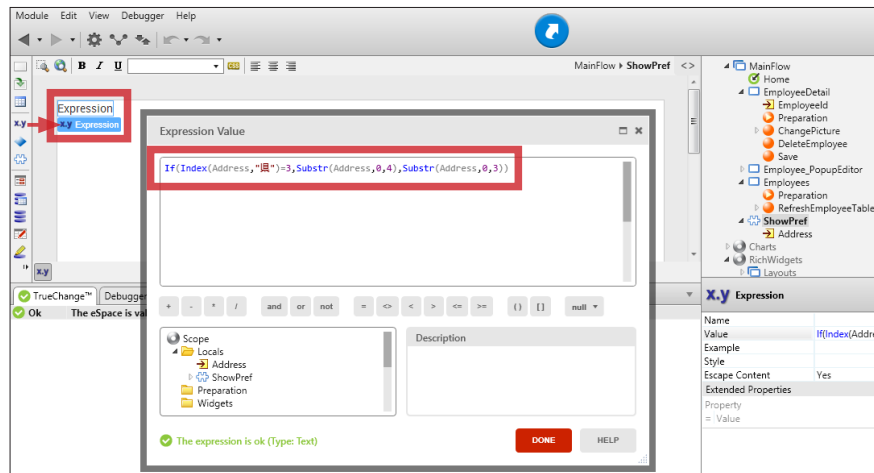 Module Edit View Debugger Help
B I U
MainFlow ▸ ShowPref <>
Expression
x.y Expression
x.y
x.y
Expression Value
If(Index(Address,"県")=3,Substr(Address,0,4),Substr(Address,0,3))
+ - * / and or not = <> < > <= >= () [] null
Scope
Locals
Address
ShowPref
Preparation
Widgets
Description
The expression is ok (Type: Text)
DONE HELP
TrueChange™ Debugger
Ok The eSpace is val
MainFlow
Home
EmployeeDetail
EmployeeId
Preparation
ChangePicture
DeleteEmployee
Save
Employee_PopupEditor
Employees
Preparation
RefreshEmployeeTable
ShowPref
Address
Charts
RichWidgets
Layouts
x.y Expression
Name
Value If(Index(Addre
Example
Style
Escape Content Yes
Extended Properties
Property
= Value